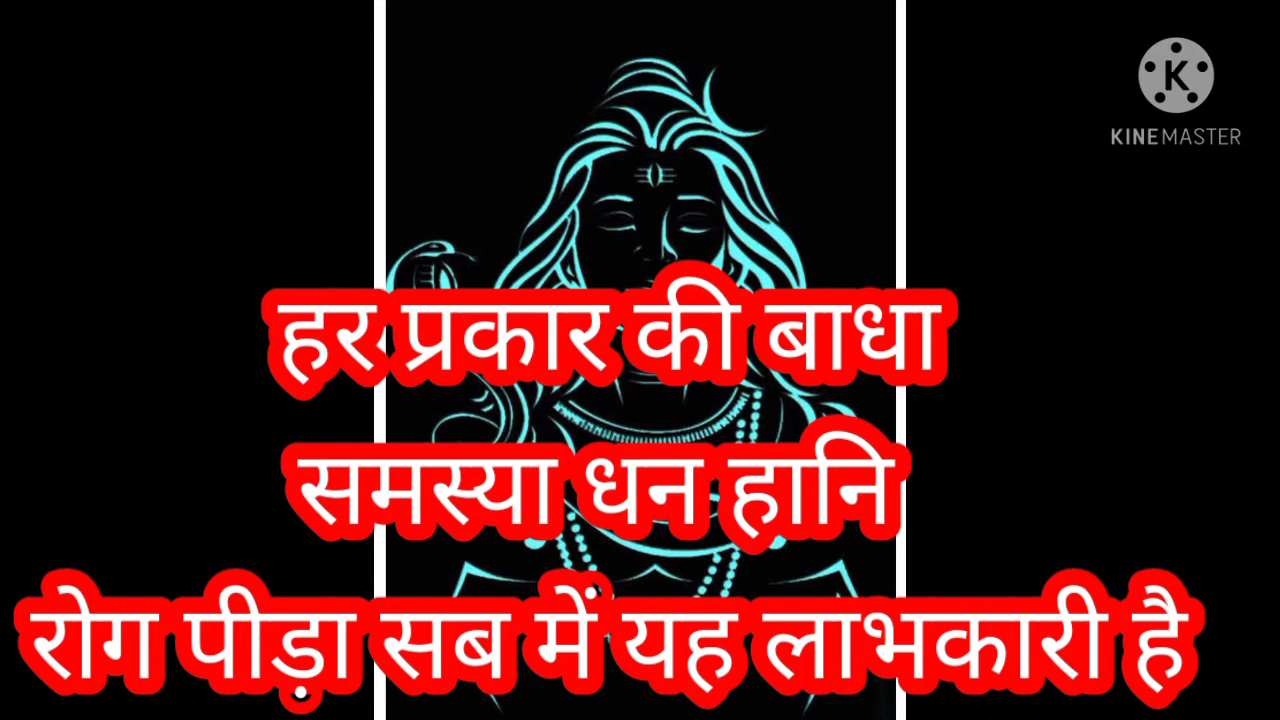 KINEMASTER
हर प्रकार की बाधा
समस्या धन हानि
रोग पीड़ा सब में यह लाभकारी है